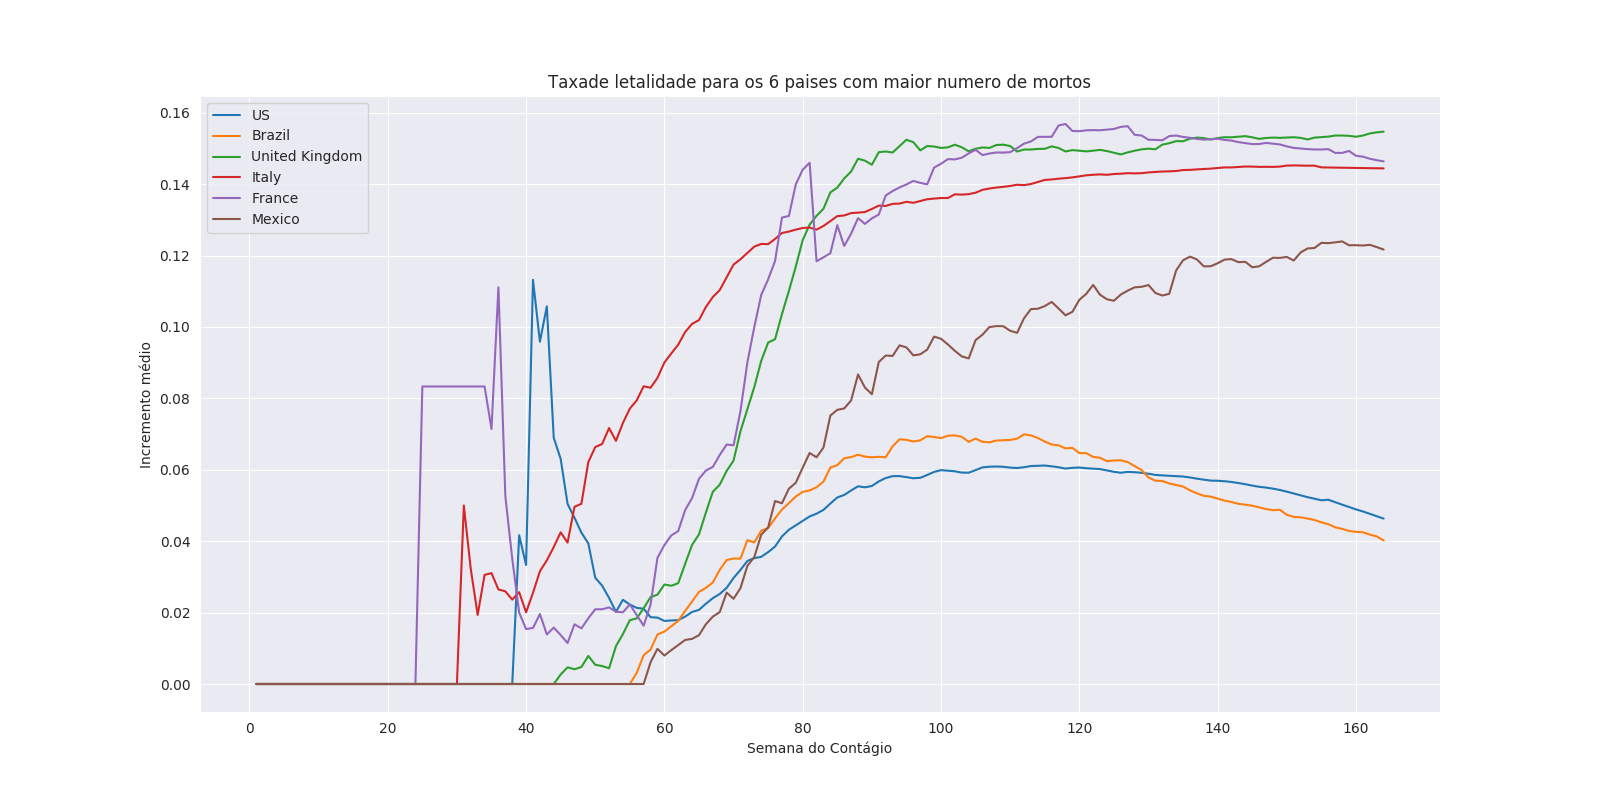 Taxade letalidade para os 6 paises com maior numero de mortos
US
Brazil
United Kingdom
Italy
France
Mexico
Incremento médio
0.16
0.14
0.12
0.10
0.08
0.06
0.04
0.02
0.00
0 20 40 60 80 100 120 140 160
Semana do Contágio